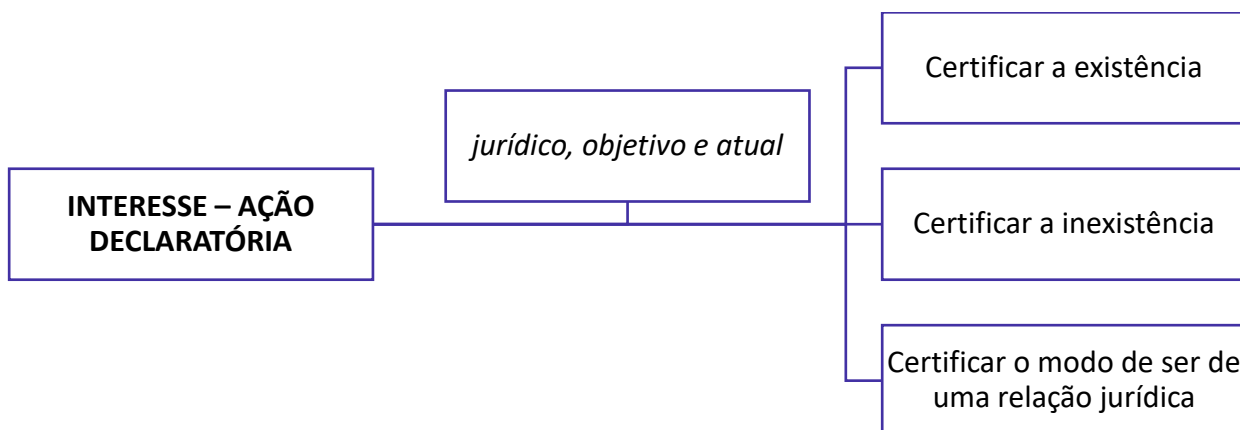 INTERESSE – AÇÃO
DECLARATÓRIA
jurídico, objetivo e atual
Certificar a existência
Certificar a inexistência
Certificar o modo de ser de
uma relação jurídica